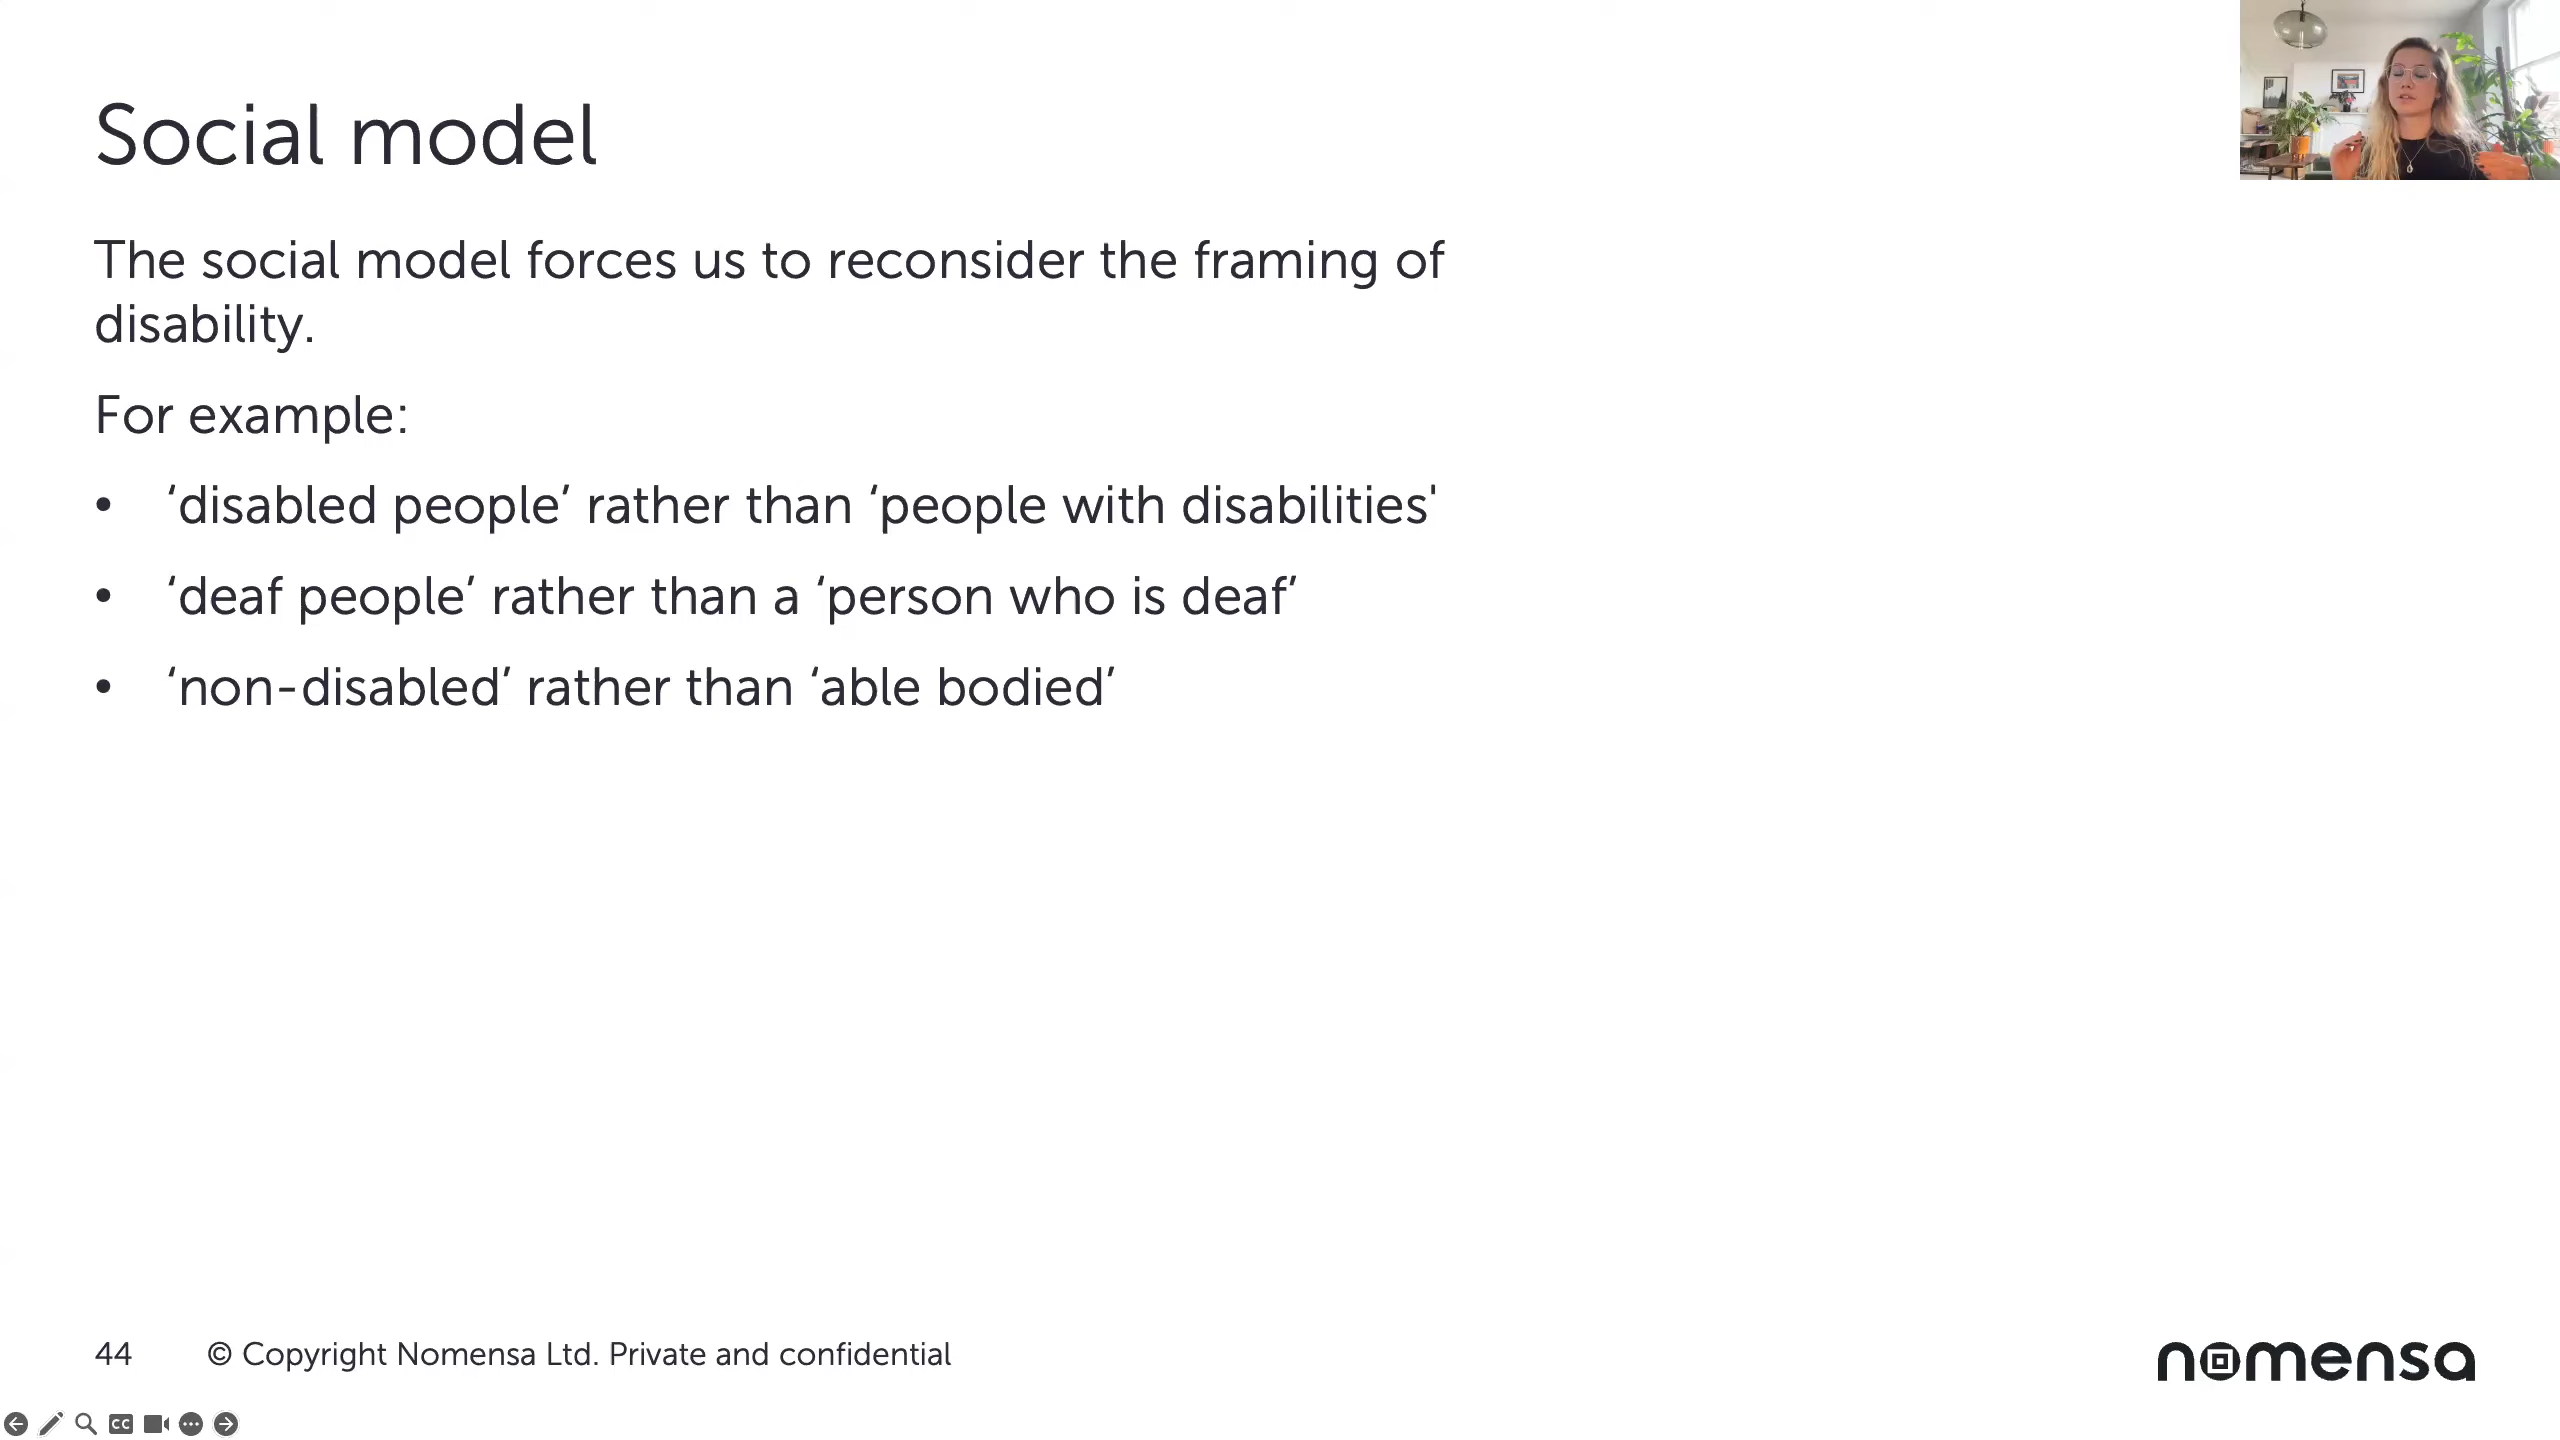 Social model
The social model forces us to reconsider the framing of
disability.
For example:
• ‘disabled people’ rather than ‘people with disabilities'
• ‘deaf people’ rather than a ‘person who is deaf’
• ‘non-disabled’ rather than ‘able bodied’
44 © Copyright Nomensa Ltd. Private and confidential
nomensa
CC